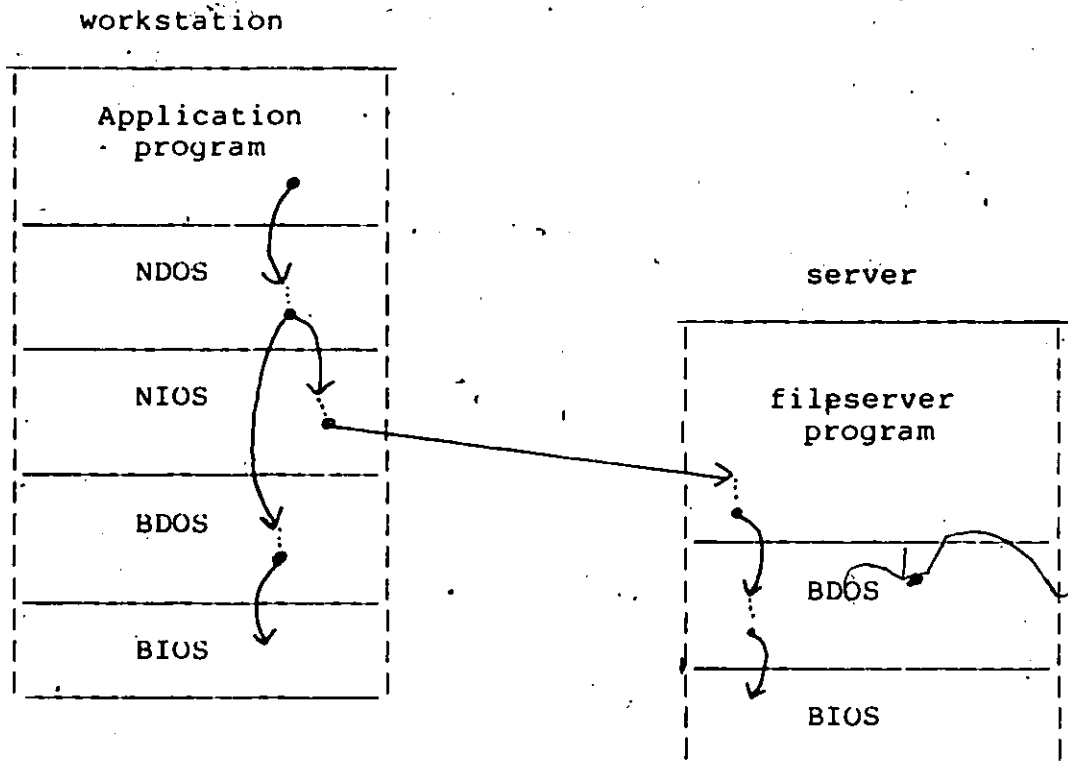 workstation
Application
program
NDOS
NIOS
BDOS
BIOS
server
fileserver
program
BDOS
BIOS